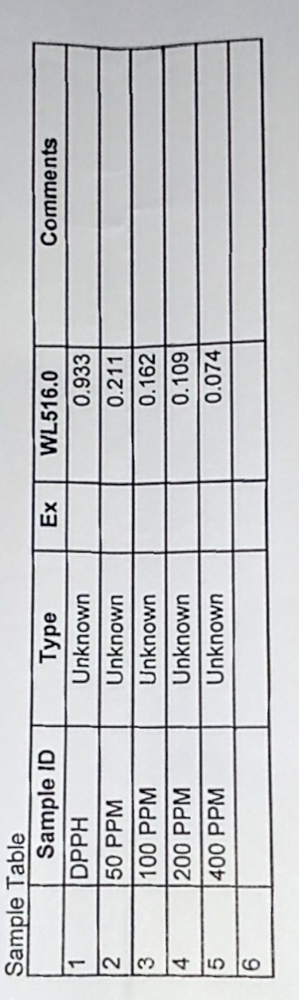 Sample Table
Sample ID Type Ex WL516.0 Comments
1 DPPH Unknown 0.933
2 50 PPM Unknown 0.211
3 100 PPM Unknown 0.162
4 200 PPM Unknown 0.109
5 400 PPM Unknown 0.074
6